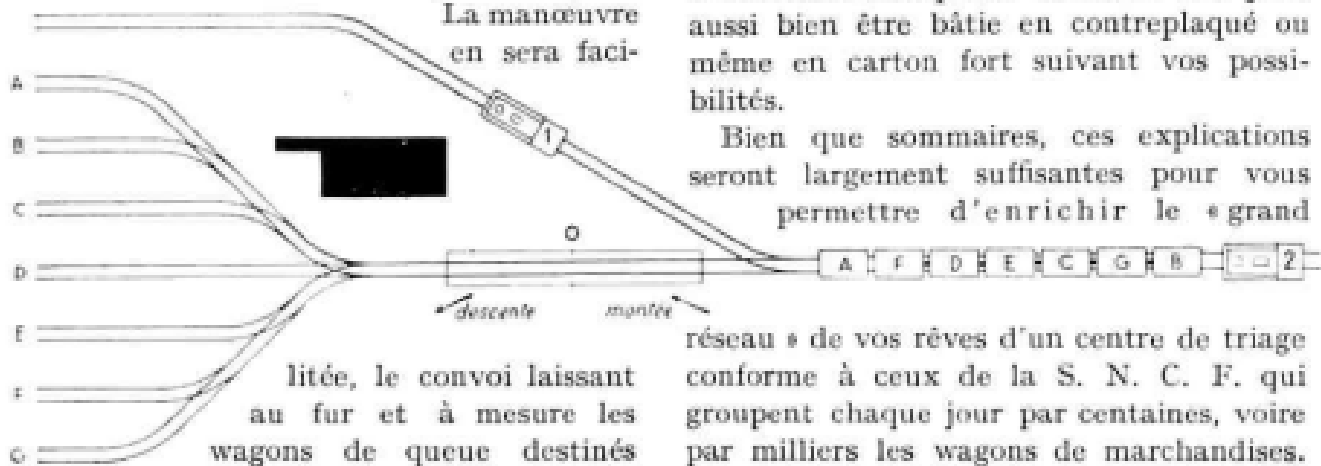 La manœuvre
en sera faci-
litée, le convoi laissant
au fur et à mesure les
wagons de queue destinés
aussi bien être bâtie en contreplaqué ou
même en carton fort suivant vos possi-
bilités.
Bien que sommaires, ces explications
seront largement suffisantes pour vous
permettre d'enrichir le « grand
réseau » de vos rêves d'un centre de triage
conforme à ceux de la S. N. C. F. qui
groupent chaque jour par centaines, voire
par milliers les wagons de marchandises.
A
B
C
D
E
F
G
1
O
descente montée
A F D E C G B 2